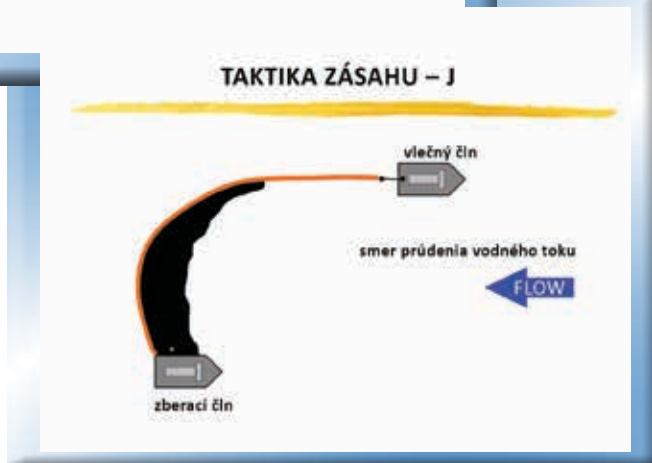 TAKTIKA ZÁSAHU – J
vlečný čln
smer prúdenia vodného toku
FLOW
zberací čln